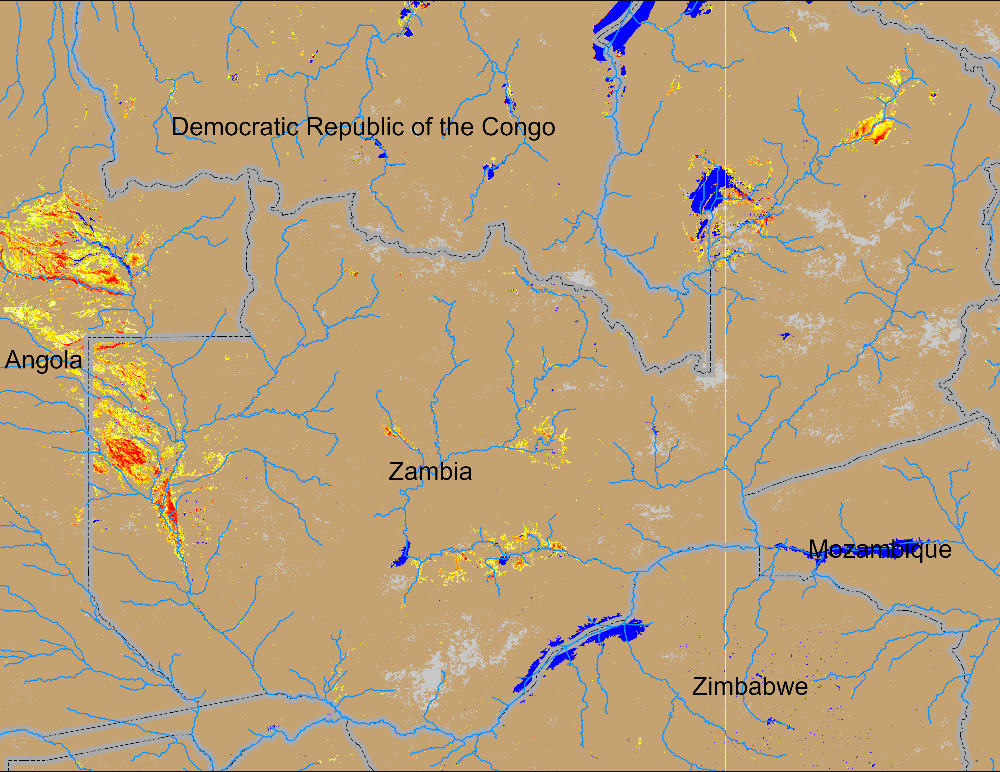 Democratic Republic of the Congo
Angola
Zambia
Mozambique
Zimbabwe